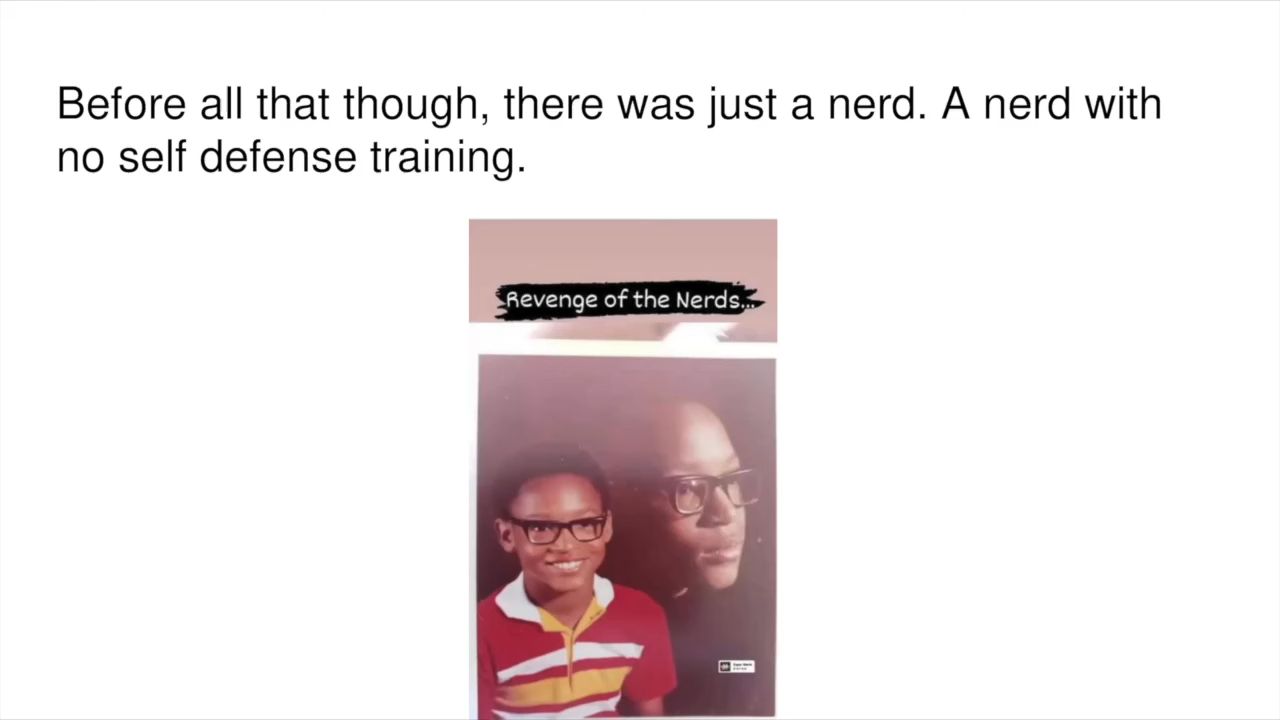 Before all that though, there was just a nerd. A nerd with
no self defense training.
Revenge of the Nerds...